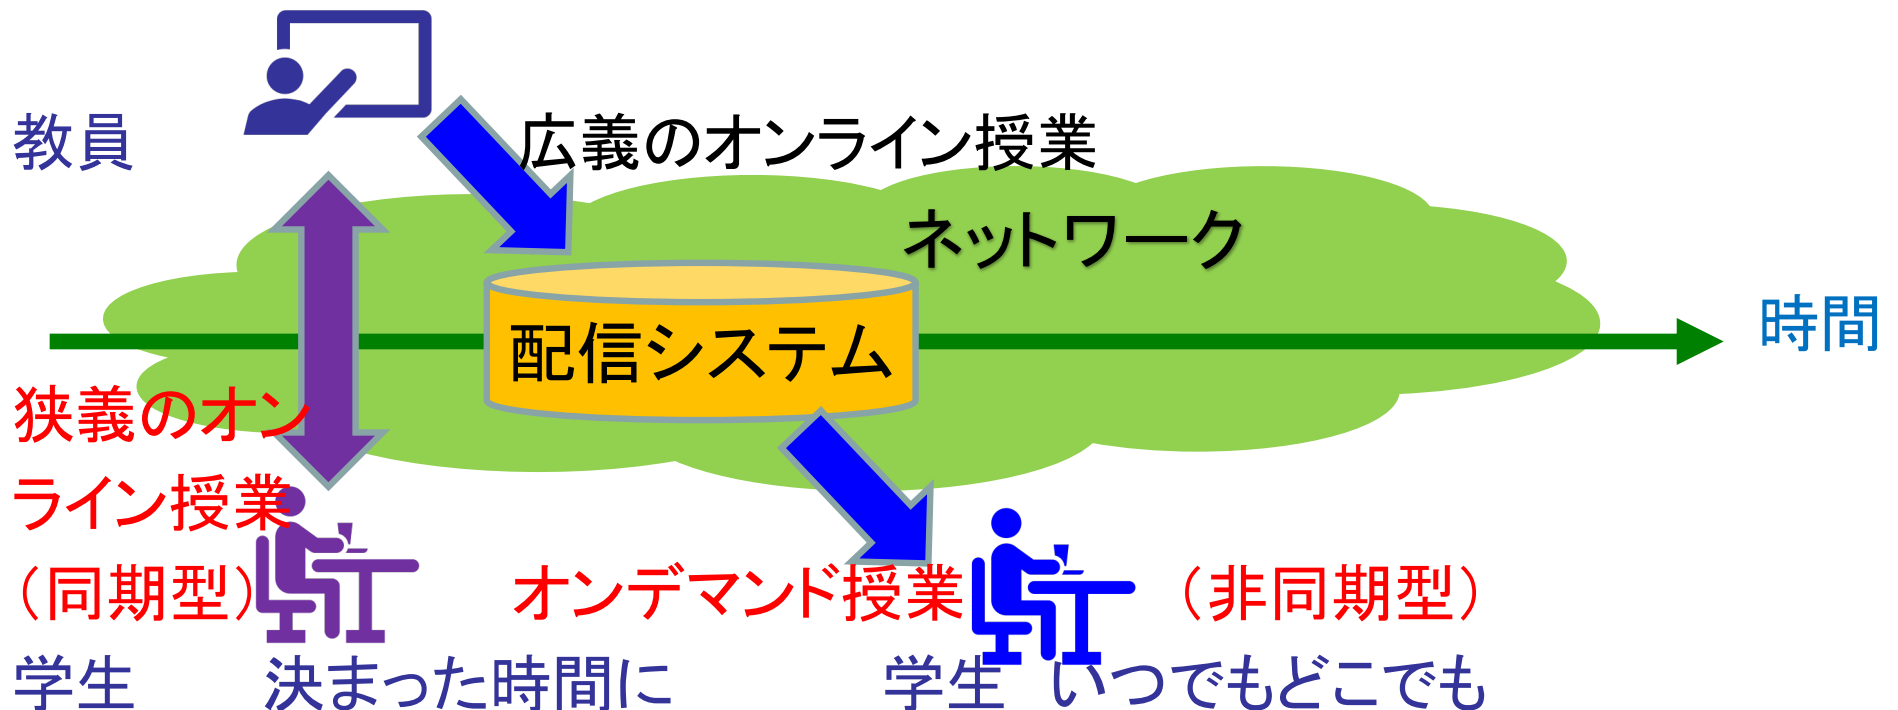 教員
広義のオンライン授業
ネットワーク
時間
配信システム
狭義のオン
ライン授業
（同期型）
オンデマンド授業
（非同期型）
学生
決まった時間に
学生
いつでもどこでも